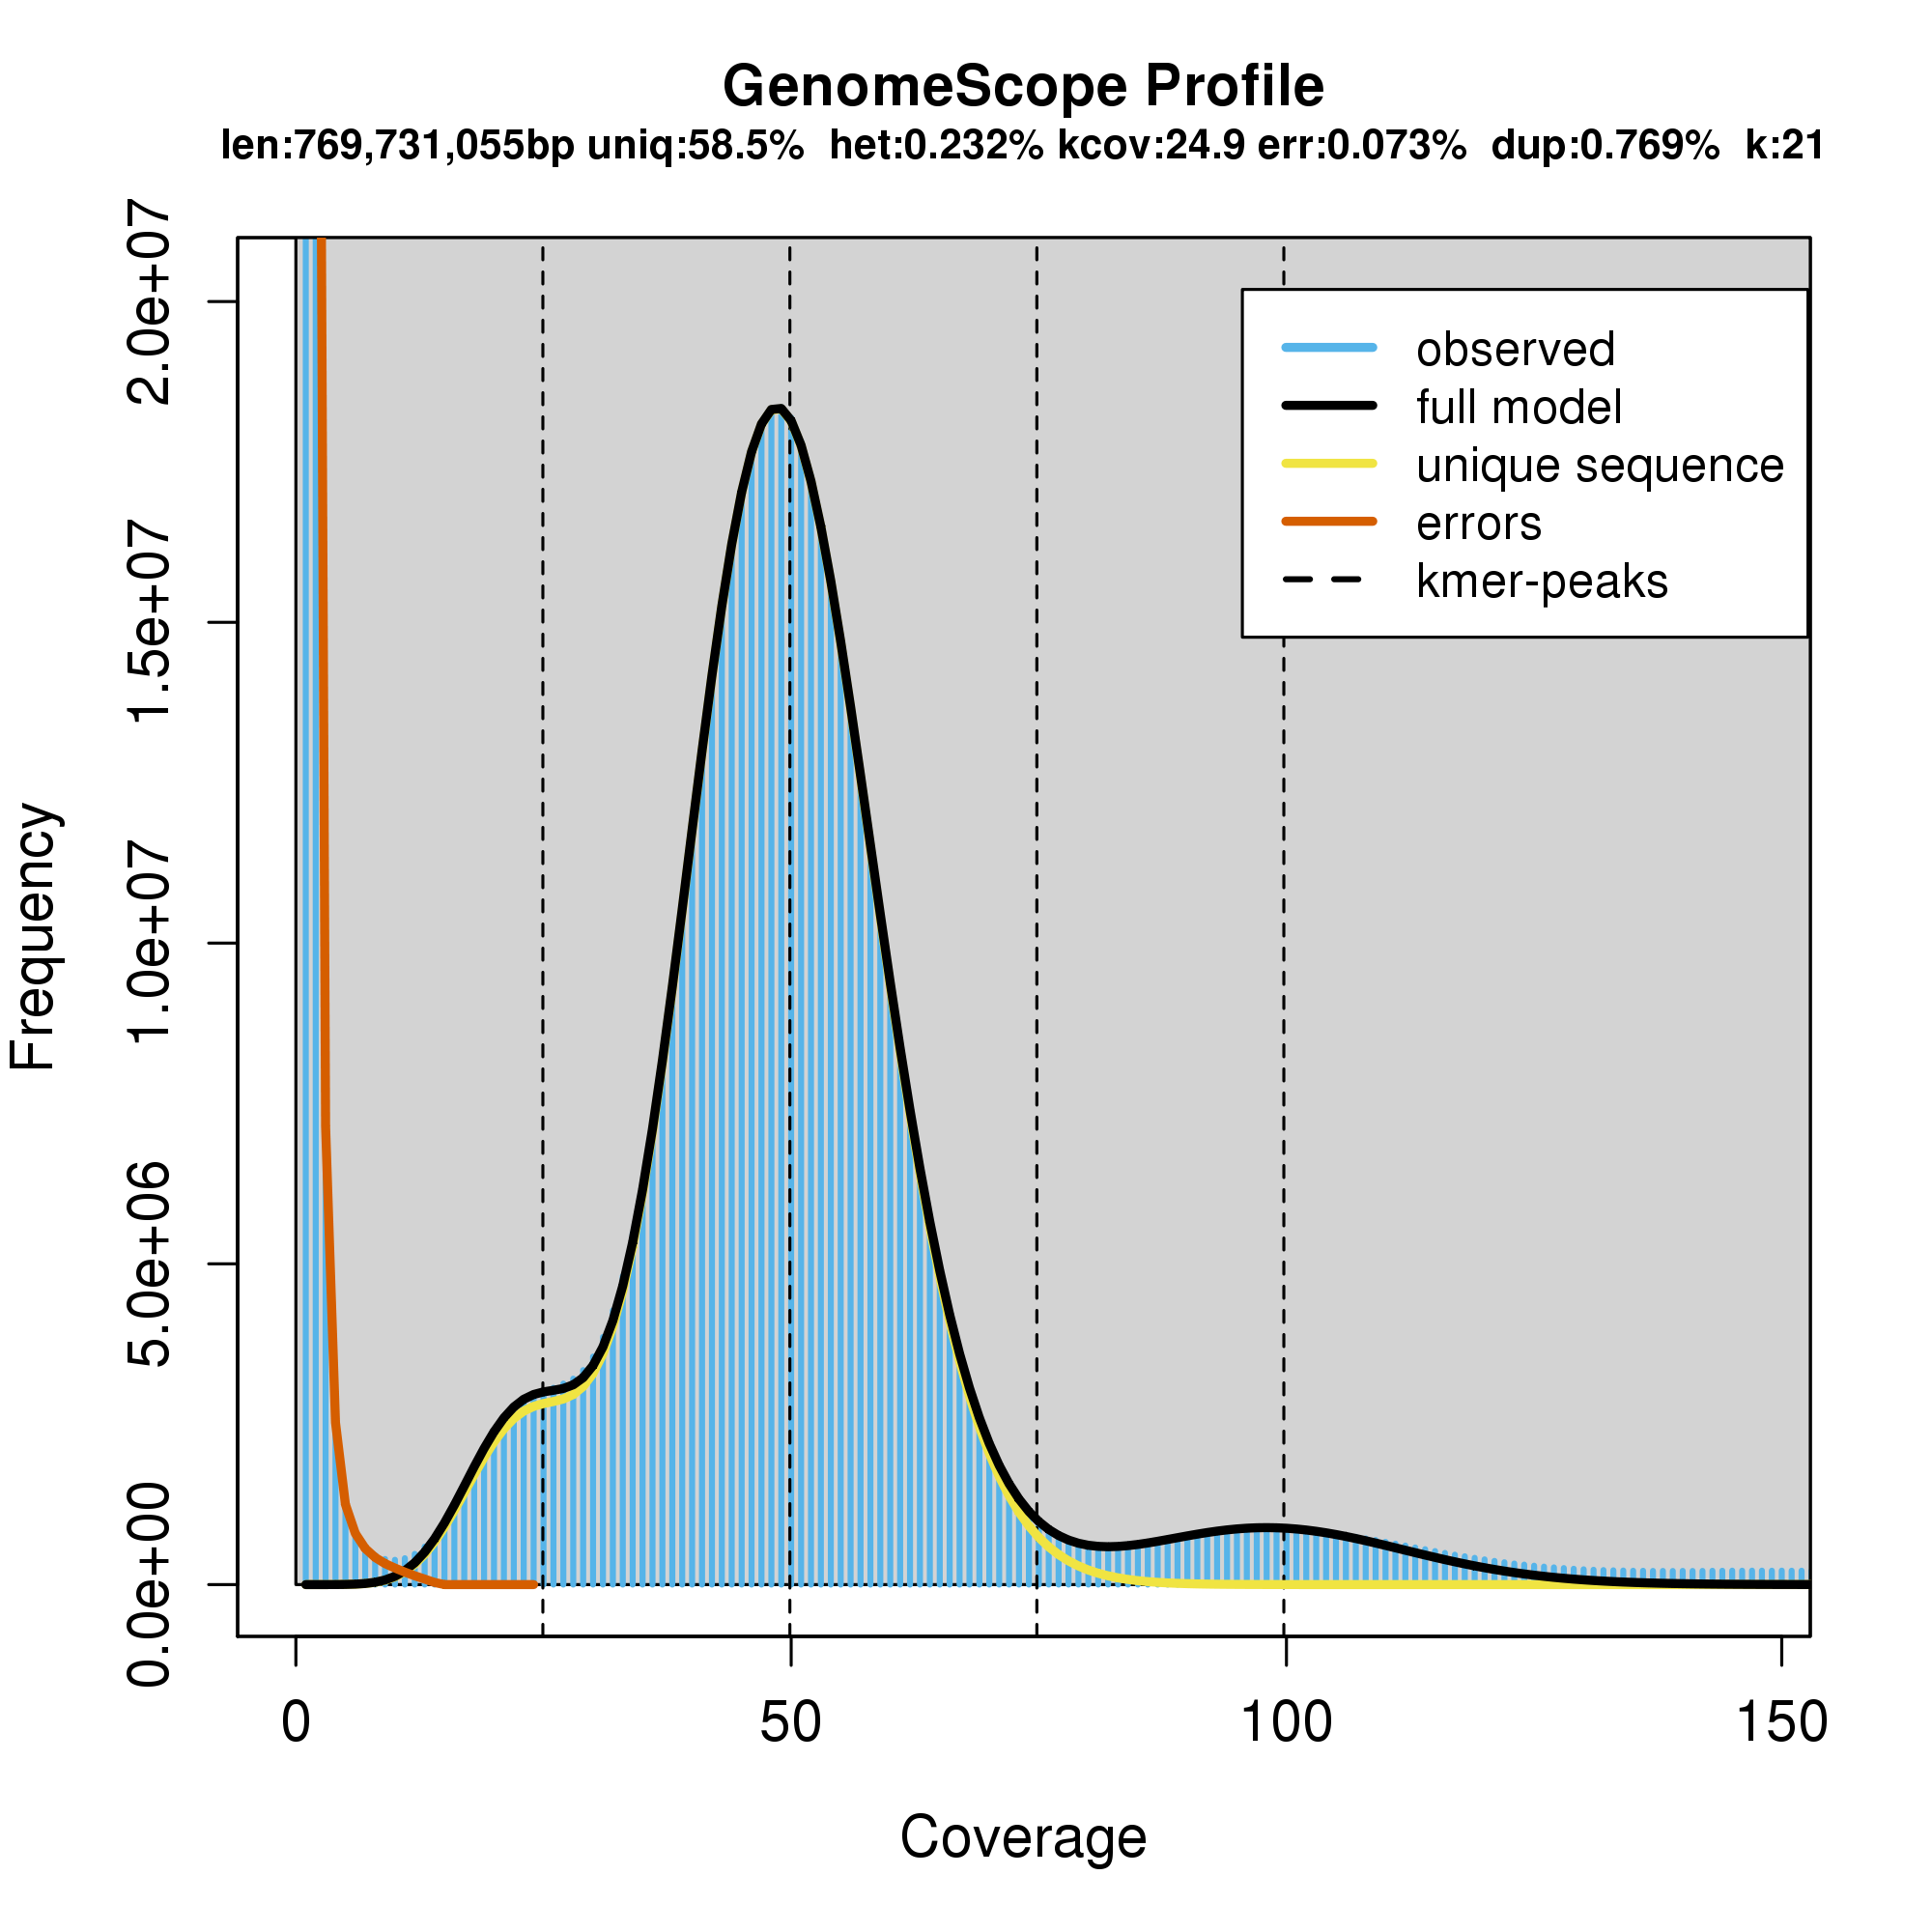 GenomeScope Profile
len:769,731,055bp uniq:58.5% het:0.232% kcov:24.9 err:0.073% dup:0.769% k:21
observed
full model
unique sequence
errors
kmer-peaks
Frequency
2.0e+07
1.5e+07
1.0e+07
5.0e+06
0.0e+00
0 50 100 150
Coverage